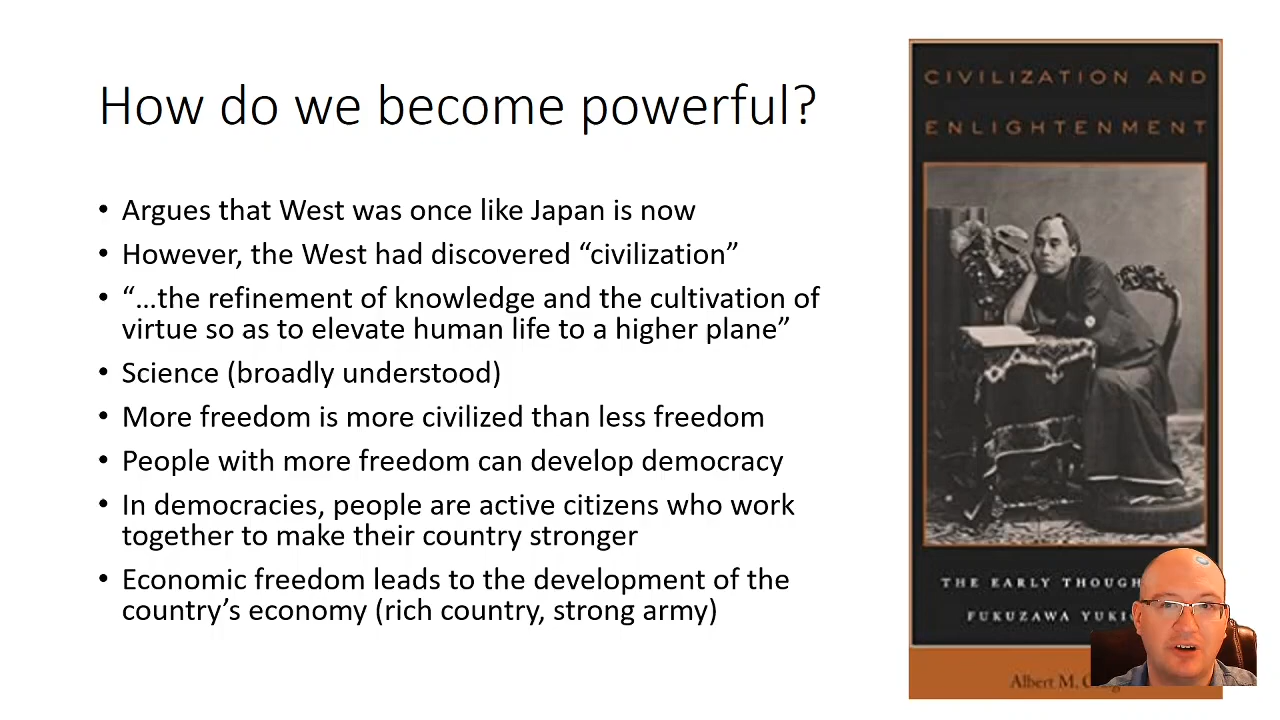 How do we become powerful?
• Argues that West was once like Japan is now
• However, the West had discovered “civilization”
• “…the refinement of knowledge and the cultivation of
virtue so as to elevate human life to a higher plane”
• Science (broadly understood)
• More freedom is more civilized than less freedom
• People with more freedom can develop democracy
• In democracies, people are active citizens who work
together to make their country stronger
• Economic freedom leads to the development of the
country’s economy (rich country, strong army)
CIVILIZATION AND
ENLIGHTENMENT
THE EARLY
FUKUZAWA
Albert M.